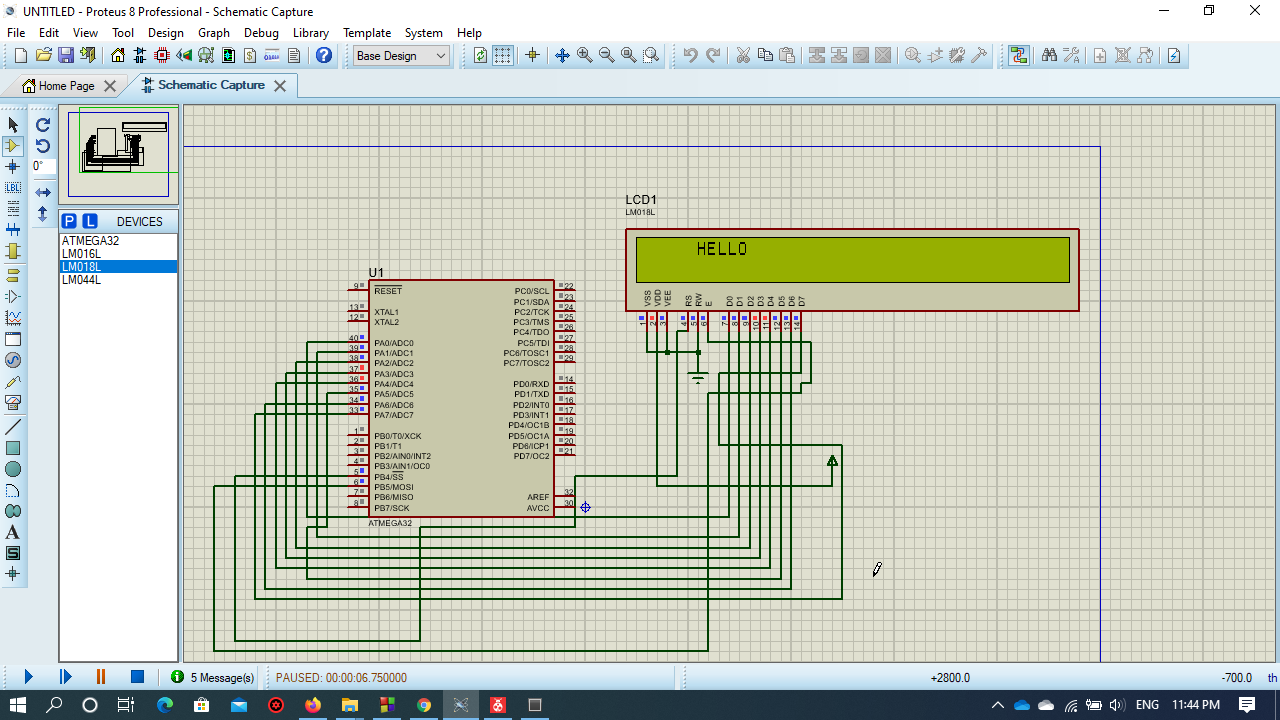 UNTITLED - Proteus 8 Professional - Schematic Capture
File Edit View Tool Design Graph Debug Library Template System Help
Base Design
Home Page
Schematic Capture
0°
LBL
P L DEVICES
ATMEGA32
LM016L
LM018L
LM044L
LCD1
LM018L
HELLO
VSS VDD VEE RS RW E D0 D1 D2 D3 D4 D5 D6 D7
1 2 3 4 5 6 7 8 9 10 11 12 13 14
U1
9 RESET PC0/SCL 22
PC1/SDA 23
13 XTAL1 PC2/TCK 24
12 XTAL2 PC3/TMS 25
PC4/TDO 26
40 PA0/ADC0 PC5/TDI 27
39 PA1/ADC1 PC6/TOSC1 28
38 PA2/ADC2 PC7/TOSC2 29
37 PA3/ADC3
36 PA4/ADC4 PD0/RXD 14
35 PA5/ADC5 PD1/TXD 15
34 PA6/ADC6 PD2/INT0 16
33 PA7/ADC7 PD3/INT1 17
PD4/OC1B 18
1 PB0/T0/XCK PD5/OC1A 19
2 PB1/T1 PD6/ICP1 20
3 PB2/AIN0/INT2 PD7/OC2 21
4 PB3/AIN1/OC0
5 PB4/SS
6 PB5/MOSI
7 PB6/MISO AREF 32
8 PB7/SCK AVCC 30
ATMEGA32
5 Message(s) PAUSED: 00:00:06.750000 +2800.0 -700.0 th
ENG 11:44 PM